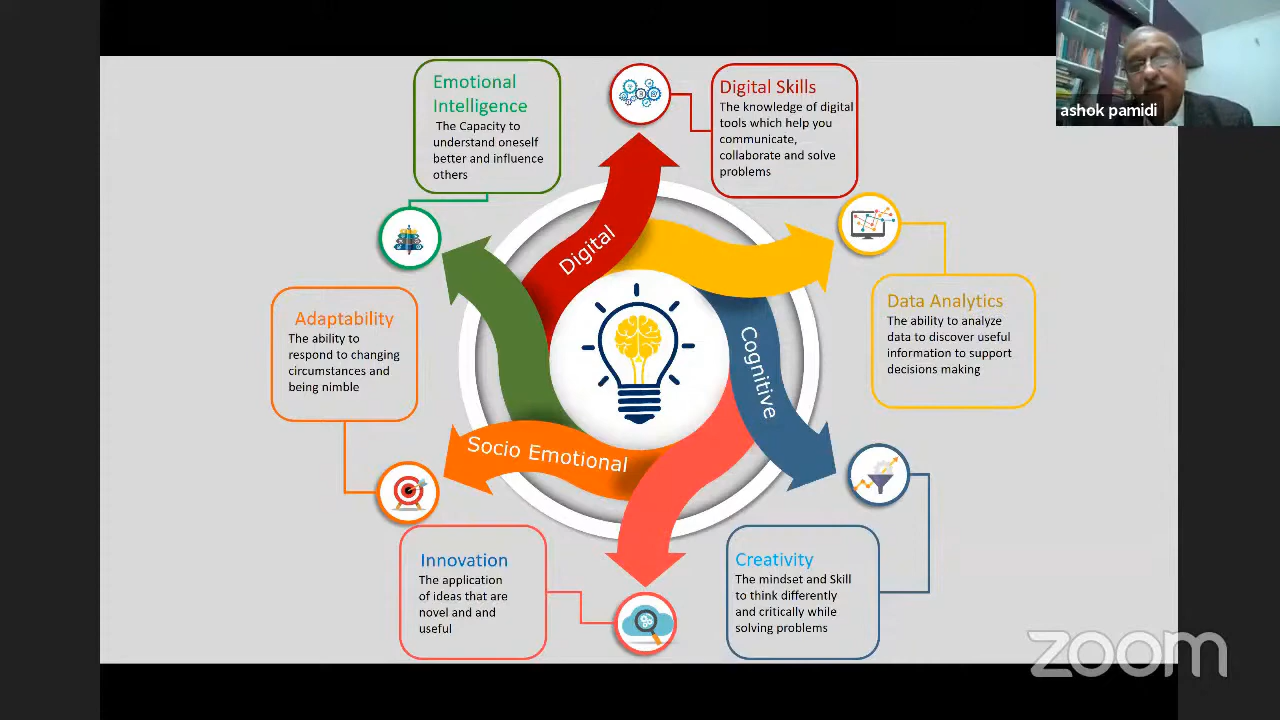 Emotional
Intelligence
The Capacity to
understand oneself
better and influence
others
Digital Skills
The knowledge of digital
tools which help you
communicate,
collaborate and solve
problems
ashok pamidi
Digital
Adaptability
The ability to
respond to changing
circumstances and
being nimble
Cognitive
Data Analytics
The ability to analyze
data to discover useful
information to support
decisions making
Socio Emotional
Innovation
The application
of ideas that are
novel and and
useful
Creativity
The mindset and Skill
to think differently
and critically while
solving problems
zoom